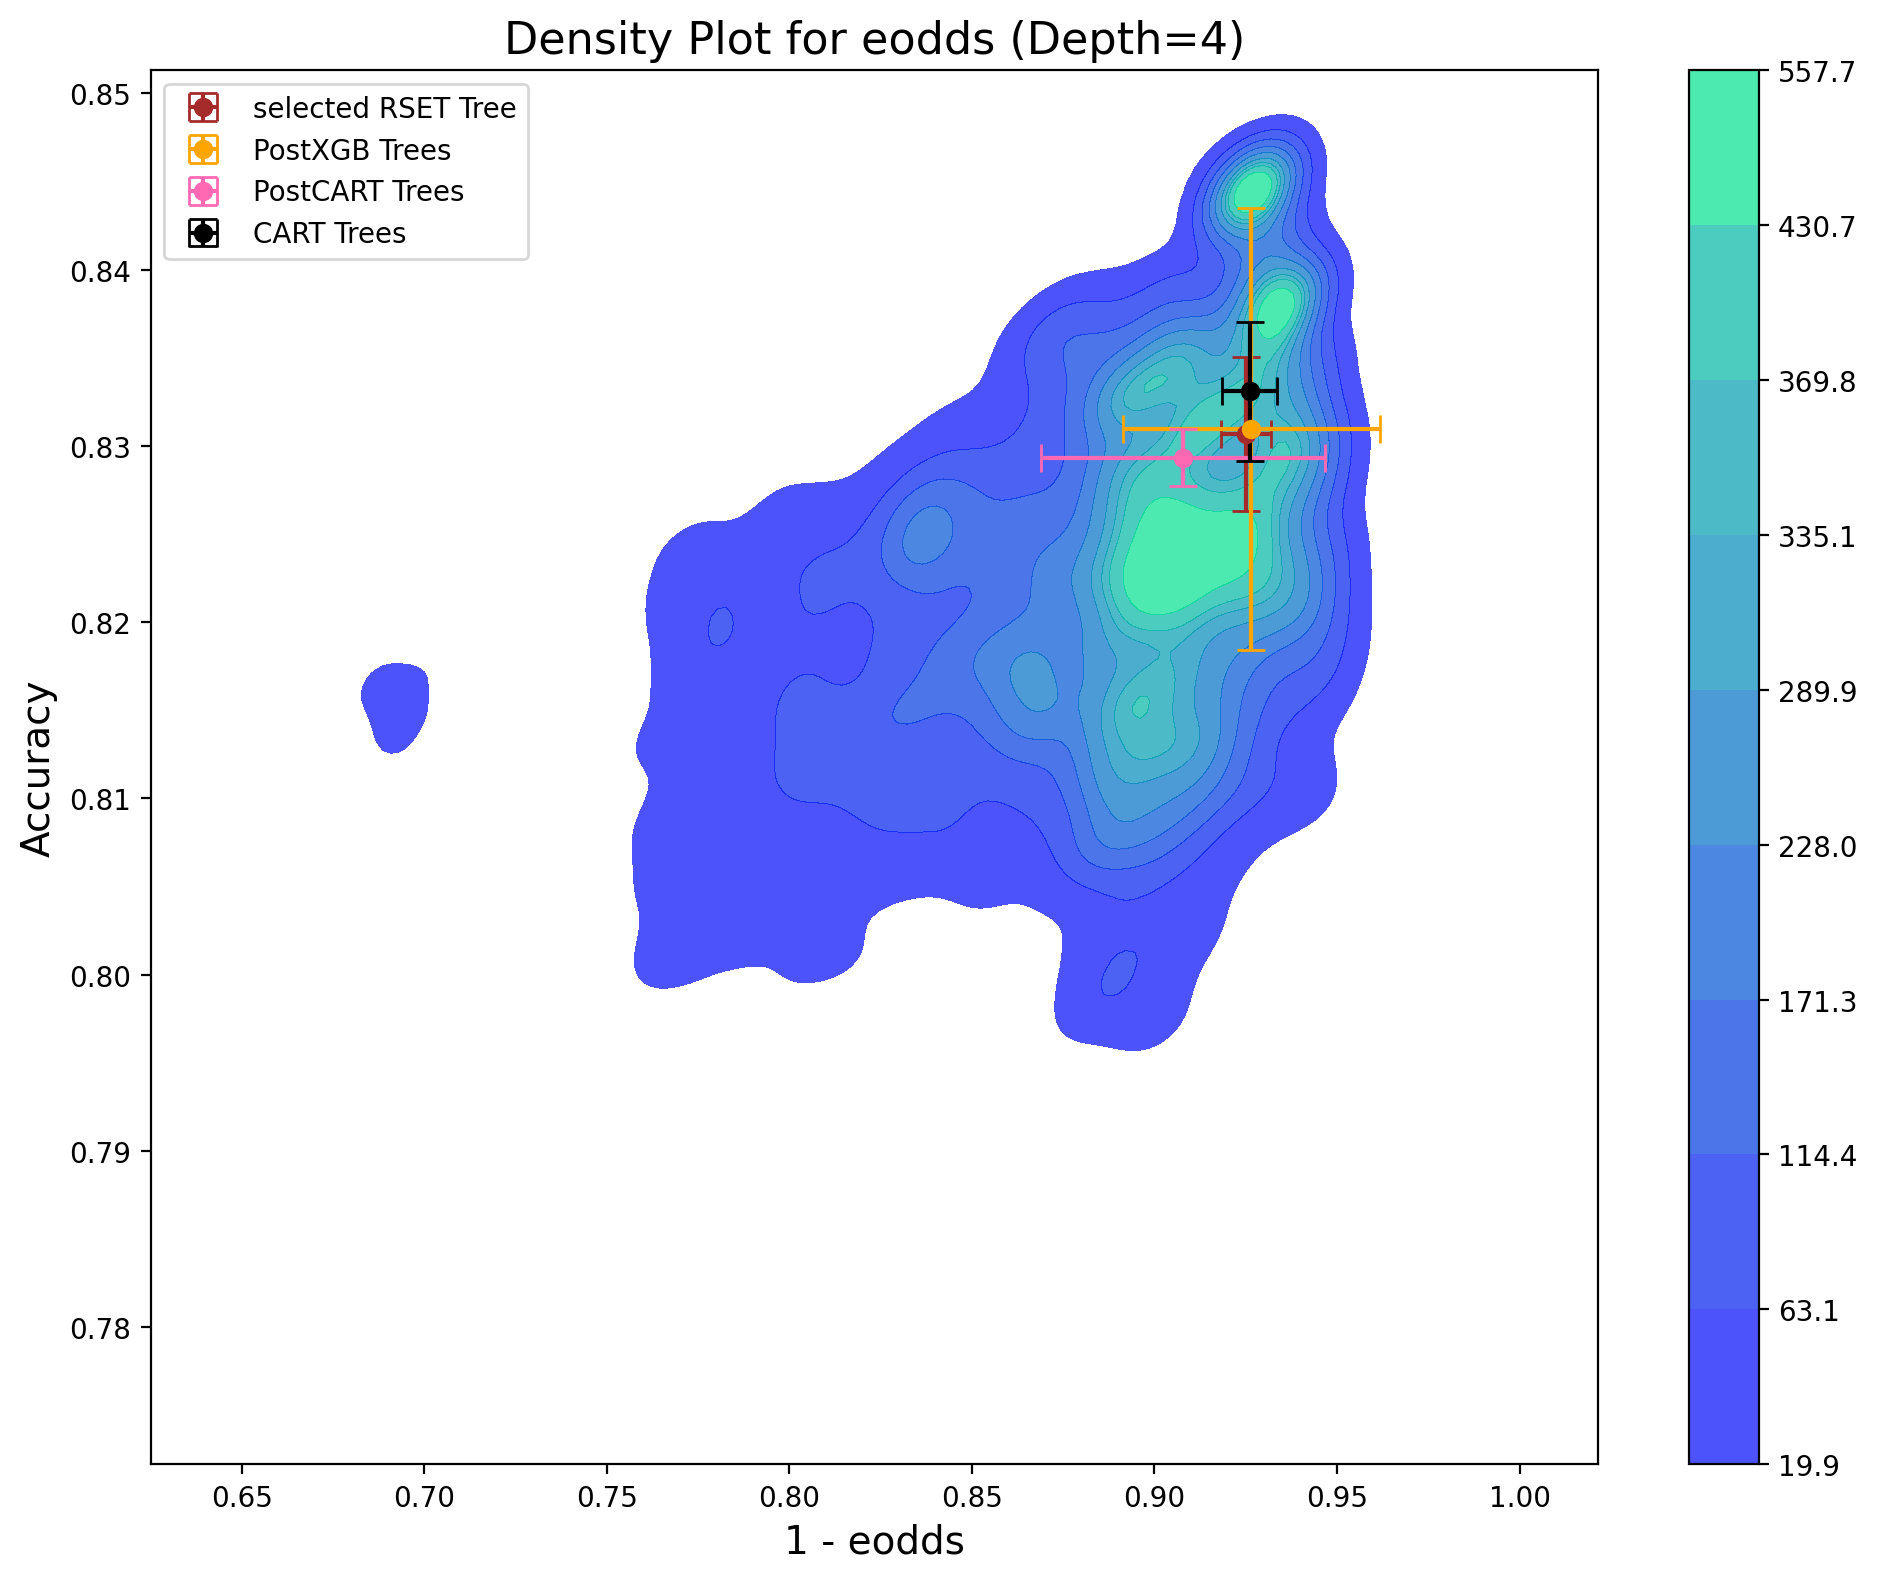 Density Plot for eodds (Depth=4)
selected RSET Tree
PostXGB Trees
PostCART Trees
CART Trees
Accuracy
0.85
0.84
0.83
0.82
0.81
0.80
0.79
0.78
0.65 0.70 0.75 0.80 0.85 0.90 0.95 1.00
1 - eodds
557.7
430.7
369.8
335.1
289.9
228.0
171.3
114.4
63.1
19.9